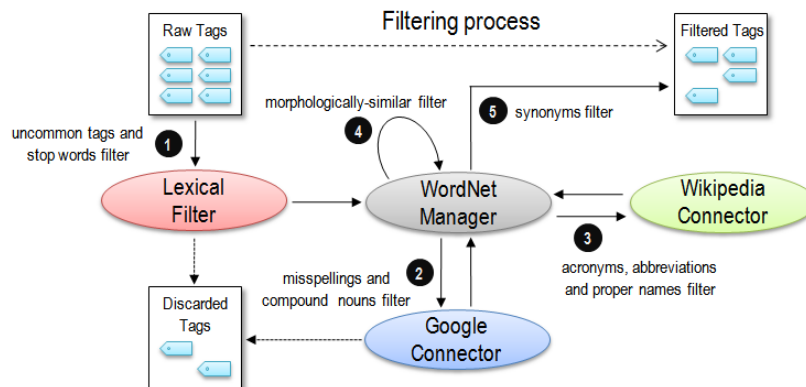 Raw Tags
Filtering process
Filtered Tags
morphologically-similar filter
4
5
synonyms filter
uncommon tags and
stop words filter
1
Lexical
Filter
WordNet
Manager
Wikipedia
Connector
3
acronyms, abbreviations
and proper names filter
2
misspellings and
compound nouns filter
Discarded
Tags
Google
Connector